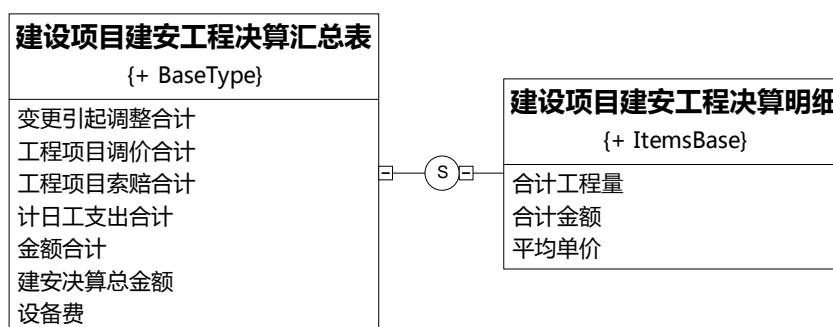 建设项目建安工程决算汇总表
{+ BaseType}
变更引起调整合计
工程项目调价合计
工程项目索赔合计
计日工支出合计
金额合计
建安决算总金额
设备费
S
建设项目建安工程决算明细
{+ ItemsBase}
合计工程量
合计金额
平均单价